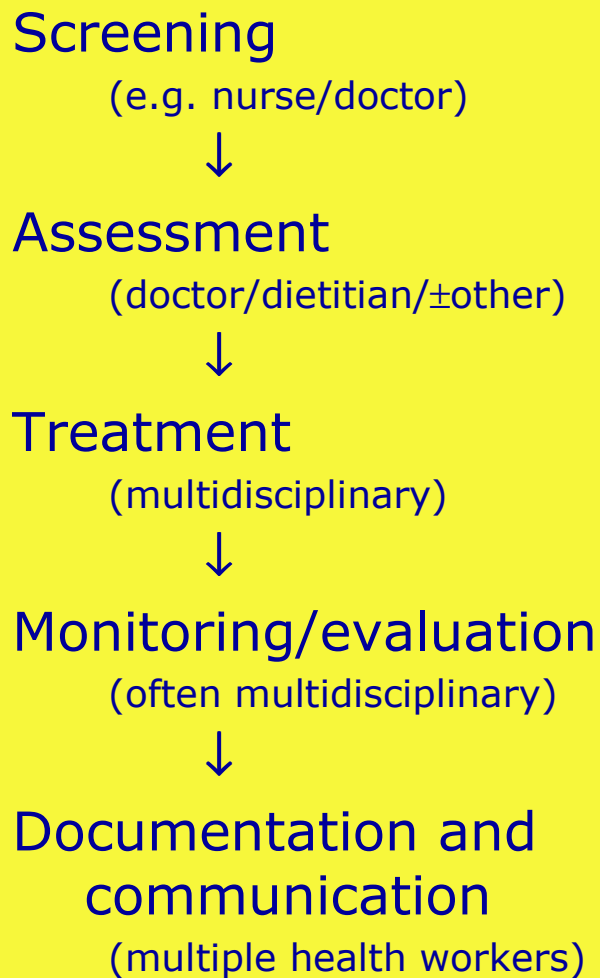 Screening
(e.g. nurse/doctor)
↓
Assessment
(doctor/dietitian/±other)
↓
Treatment
(multidisciplinary)
↓
Monitoring/evaluation
(often multidisciplinary)
↓
Documentation and
communication
(multiple health workers)